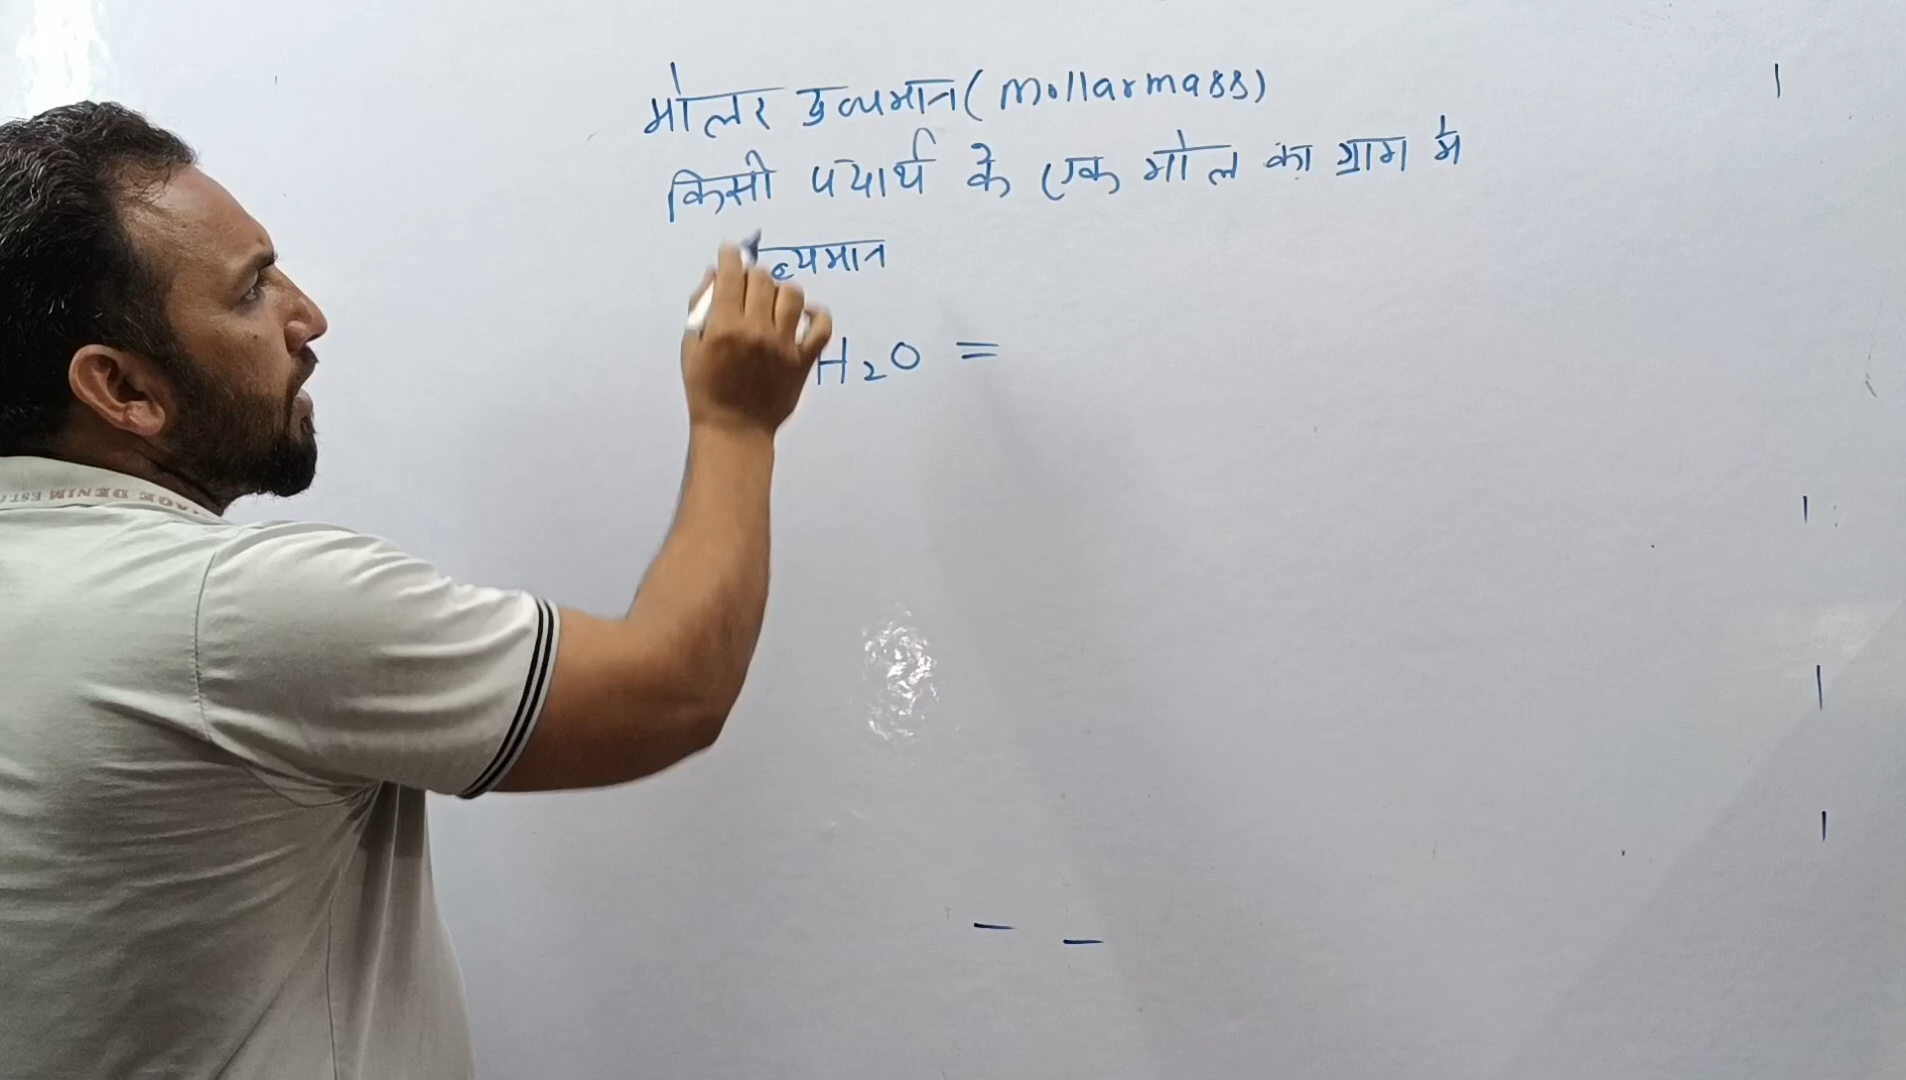 मोलर द्रव्यमान (Mollarmass)
किसी पदार्थ के एक मोल का ग्राम में
द्रव्यमान
H₂O =